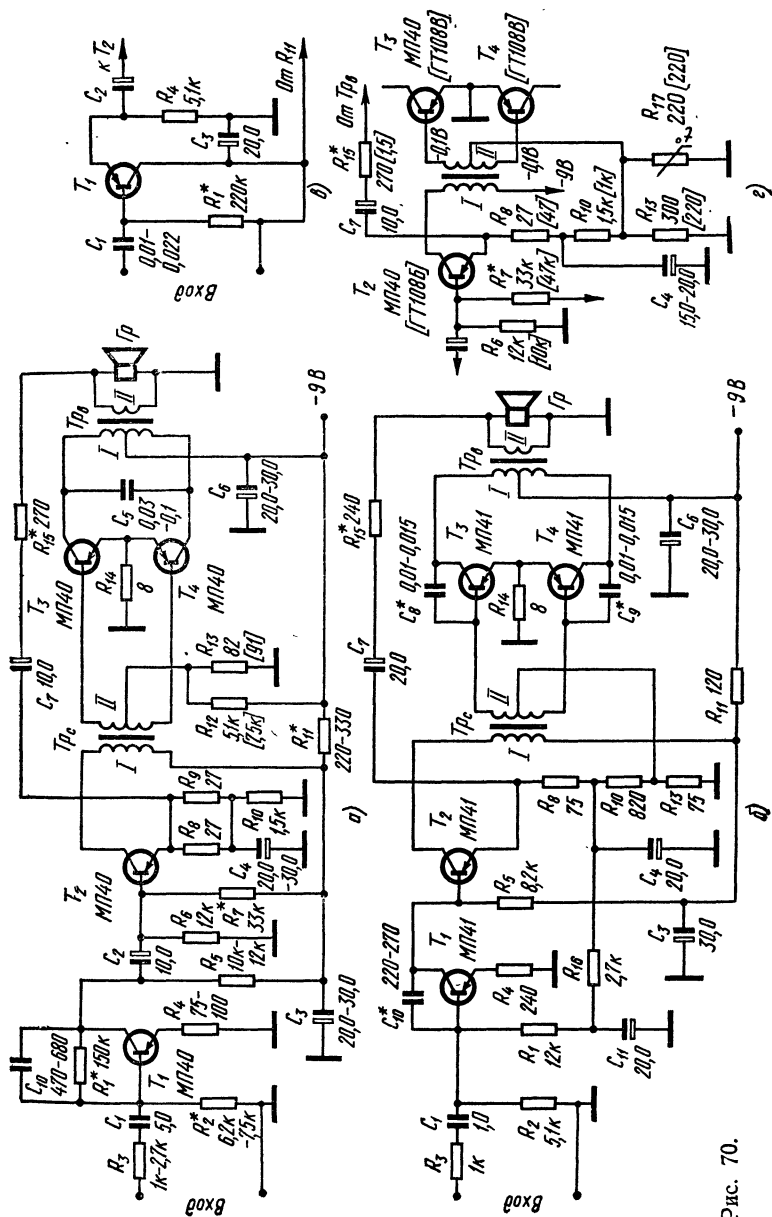 Вход
R₃
1к-2,7к
C₁
5,0
R₂*
6,2к
-7,5к
C₁₀
470-680
R₁* 150к
T₁
МП40
R₄
75-
100
C₂
10,0
R₅
10к-
12к
C₃
20,0-30,0
R₆
12к
R₇*
33к
T₂
МП40
R₈
27
R₉
27
C₄
20,0
-30,0
R₁₀
1,5к
C₇ 10,0
R₁₅* 270
Трс
I
II
R₁₂
5,1к
[7,5к]
R₁₃
82
[91]
R₁₁*
220-330
T₃
МП40
R₁₄
8
T₄
МП40
C₅
0,03
-0,1
C₆
20,0-30,0
Трв
I
II
Гр
-9 В
а)
Вход
R₃
1к
C₁
1,0
R₂
5,1к
C₁₀*
220-270
T₁
МП41
R₄
240
R₁
12к
C₁₁
20,0
R₁₆
2,7к
R₅
8,2к
C₃
30,0
T₂
МП41
R₈
75
C₄
20,0
R₁₀
820
R₁₃
75
C₇
20,0
R₁₅* 240
Трс
I
II
R₁₁ 120
C₈* 0,01-0,015
T₃
МП41
R₁₄
8
T₄
МП41
C₉* 0,01-0,015
C₆
20,0-30,0
Трв
I
II
Гр
-9 В
б)
Вход
C₁
0,01-
0,022
T₁
R₁*
220к
C₂
к T₂
R₄
5,1к
C₃
20,0
От R₁₁
в)
T₂
МП40
[ГТ108Б]
R₆
12к
[10к]
R₇*
33к
[47к]
C₇
10,0
R₁₅*
270[1,5]
От Трв
I
II
-9В
-0,1В
-0,1В
R₈
27
[47]
R₁₀
1,5к[1к]
C₄
15,0-20,0
R₁₃
300
[220]
R₁₇
220 [220]
t°
T₃
МП40
[ГТ108В]
T₄
[ГТ108В]
г)
Рис. 70.